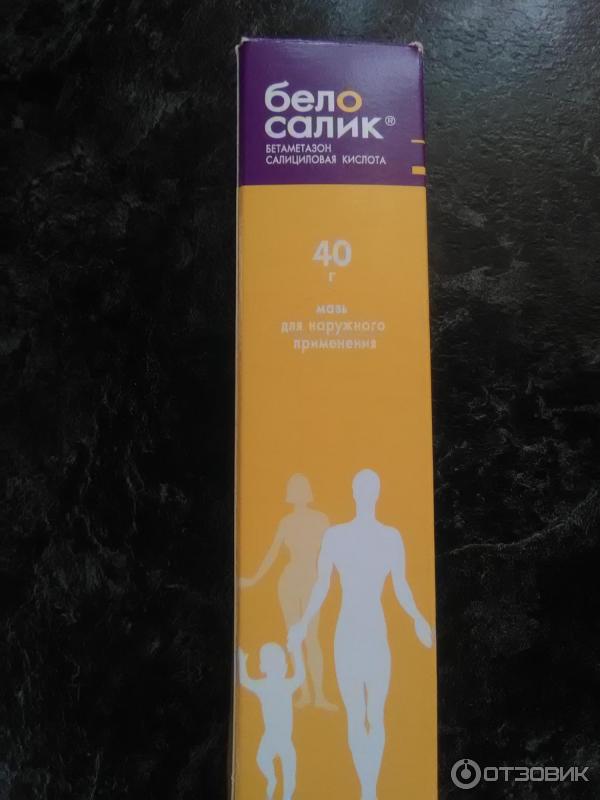 бело
салик®
БЕТАМЕТАЗОН
САЛИЦИЛОВАЯ КИСЛОТА
40
г
мазь
для наружного
применения
ОТЗОВИК